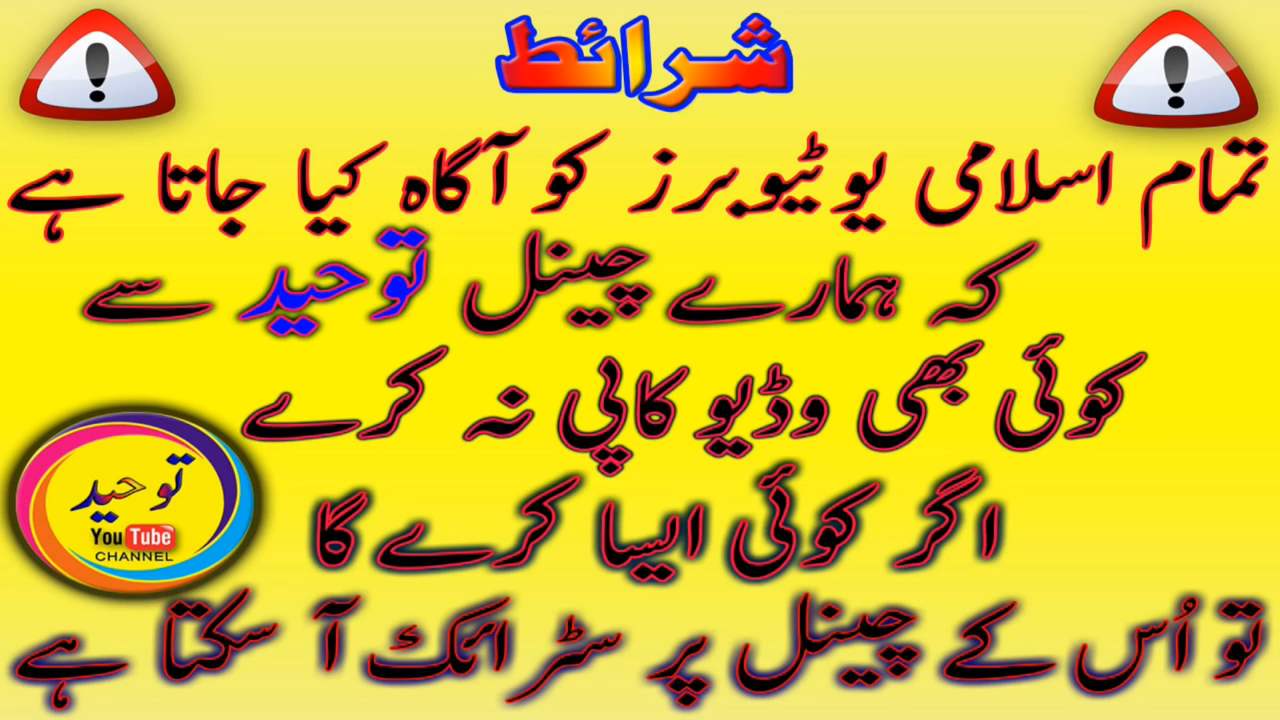 شرائط
تمام اسلامی یوٹیوبرز کو آگاہ کیا جاتا ہے
کہ ہمارے چینل توحید سے
کوئی بھی وڈیو کاپی نہ کرے
اگر کوئی ایسا کرے گا
تو اُس کے چینل پر سٹرائک آ سکتا ہے
توحید
YouTube
CHANNEL